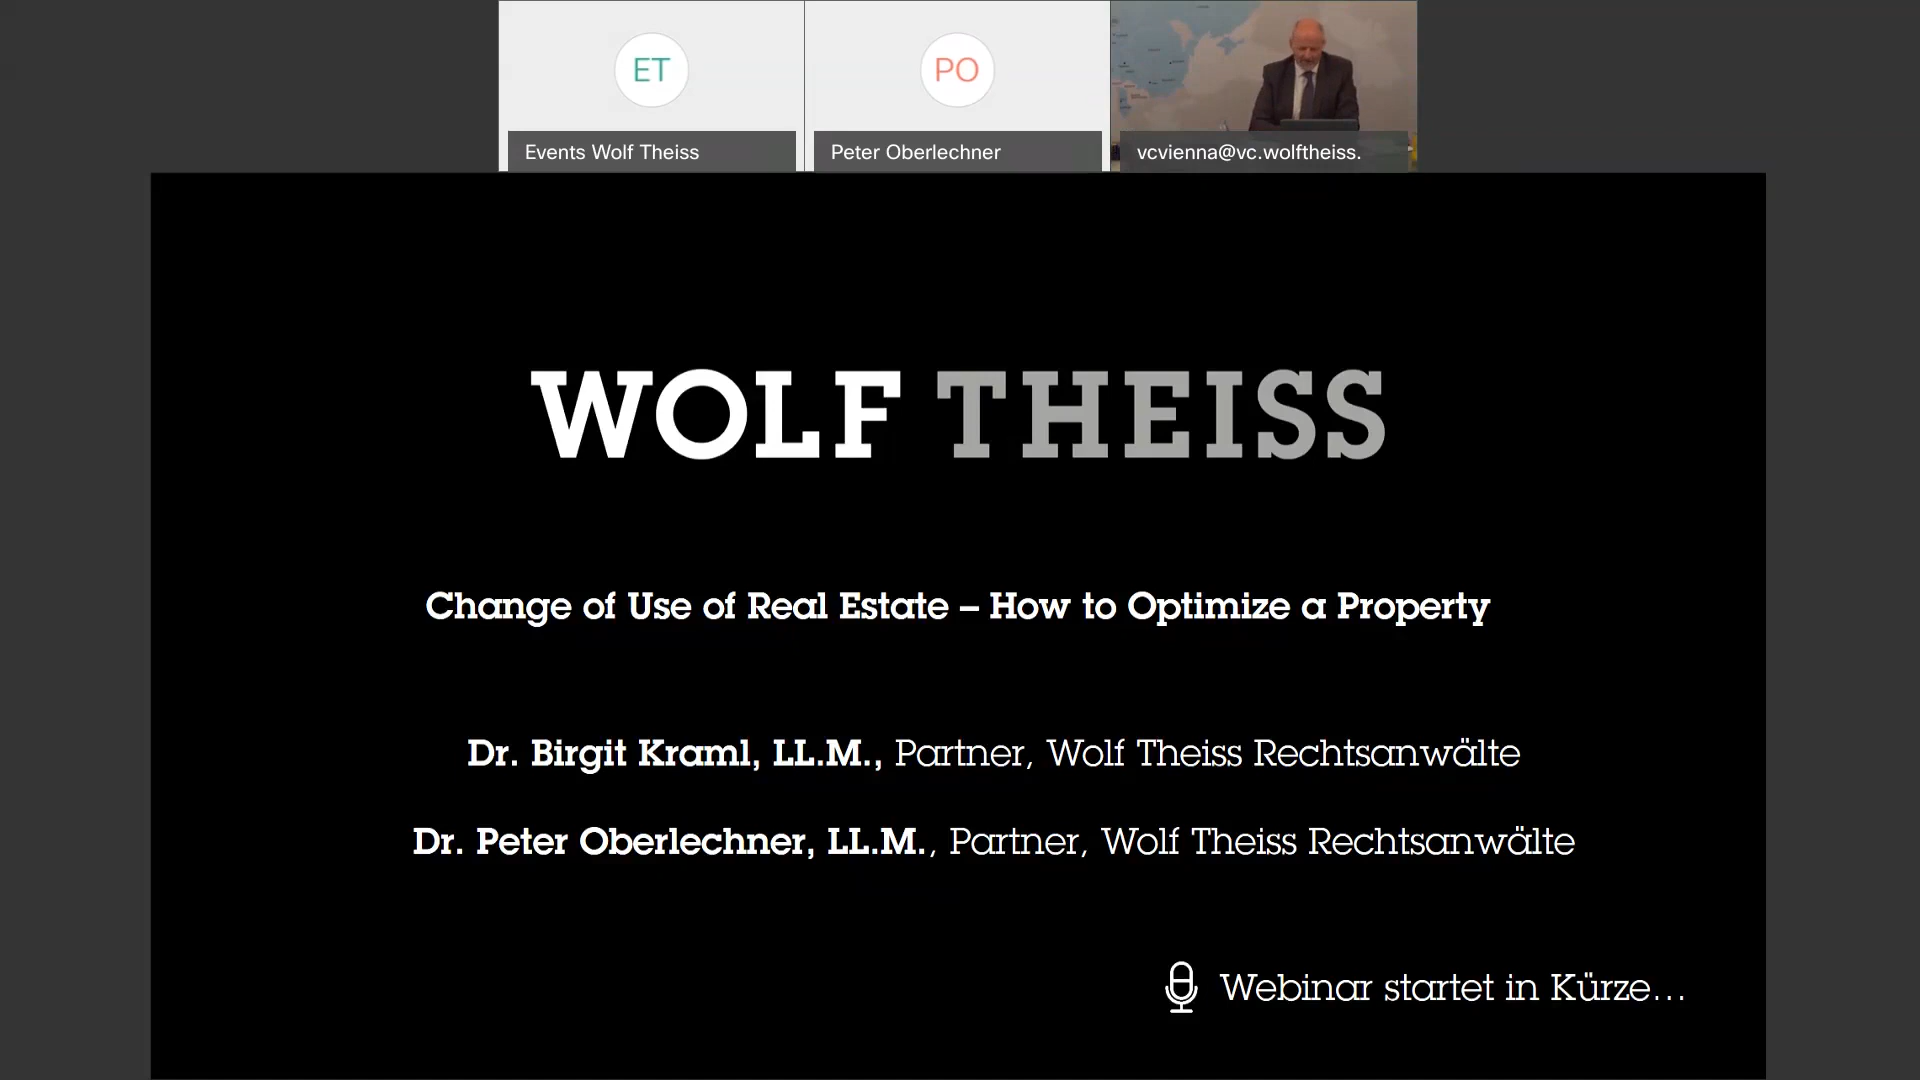 ET
PO
Events Wolf Theiss
Peter Oberlechner
vcvienna@vc.wolftheiss.
WOLF THEISS
Change of Use of Real Estate – How to Optimize a Property
Dr. Birgit Kraml, LL.M., Partner, Wolf Theiss Rechtsanwälte
Dr. Peter Oberlechner, LL.M., Partner, Wolf Theiss Rechtsanwälte
Webinar startet in Kürze…